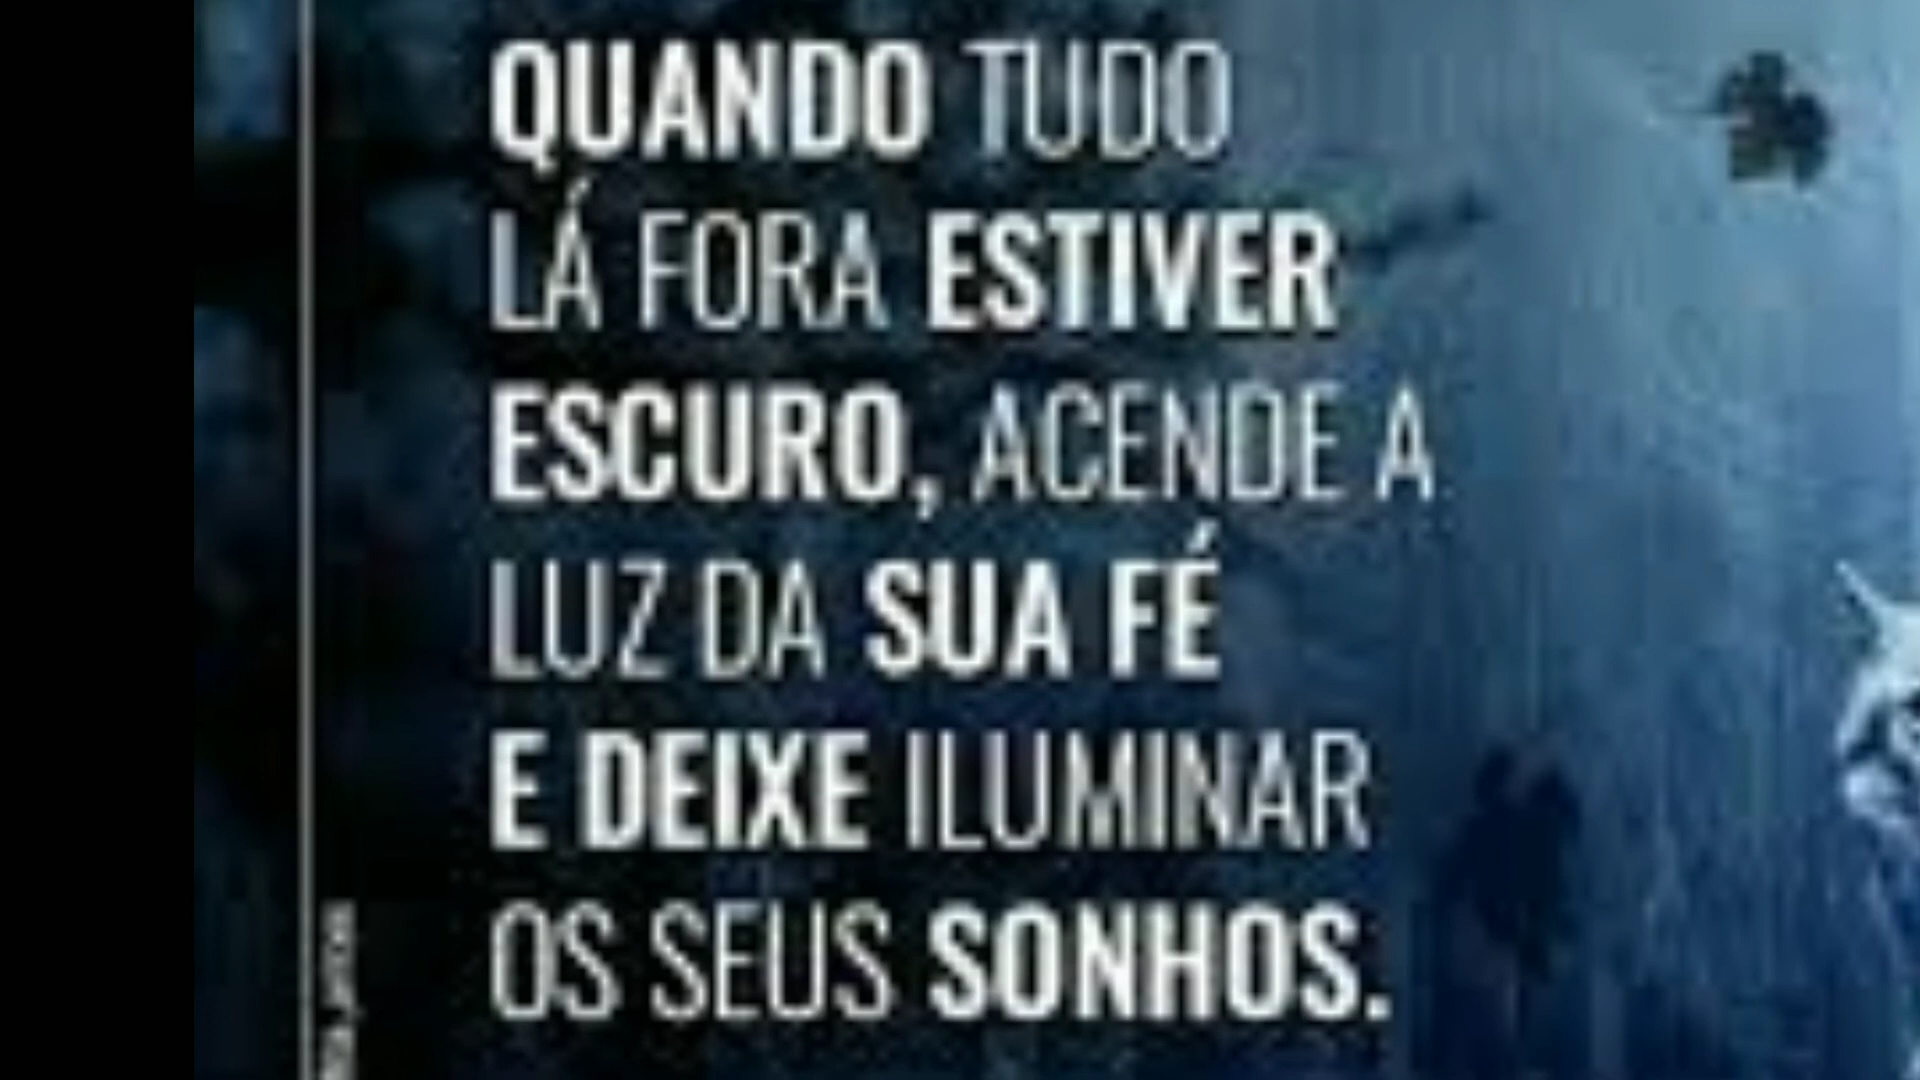 QUANDO TUDO
LÁ FORA ESTIVER
ESCURO, ACENDE A
LUZ DA SUA FÉ
E DEIXE ILUMINAR
OS SEUS SONHOS.